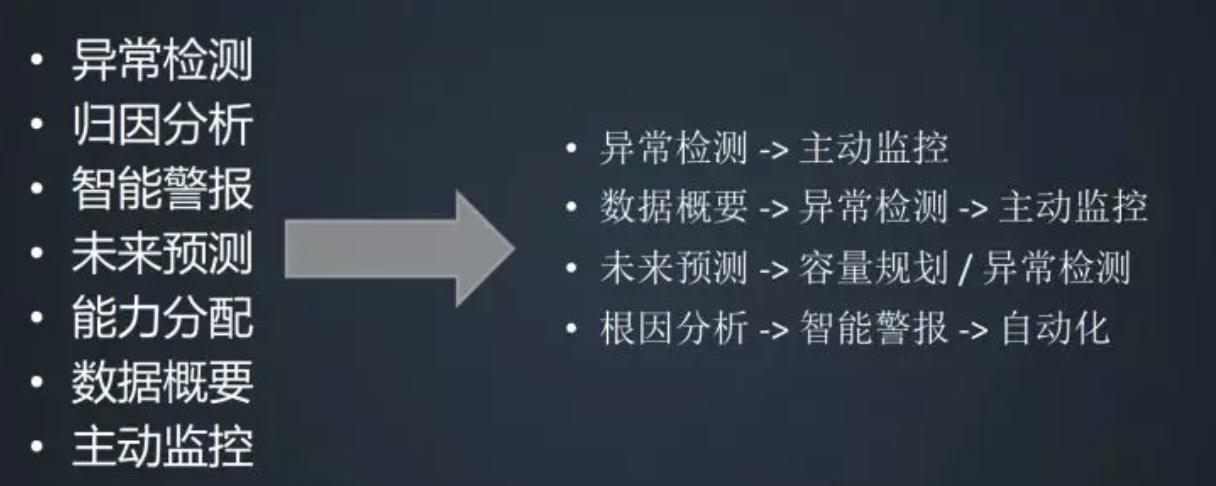 • 异常检测
• 归因分析
• 智能警报
• 未来预测
• 能力分配
• 数据概要
• 主动监控
• 异常检测 -> 主动监控
• 数据概要 -> 异常检测 -> 主动监控
• 未来预测 -> 容量规划 / 异常检测
• 根因分析 -> 智能警报 -> 自动化